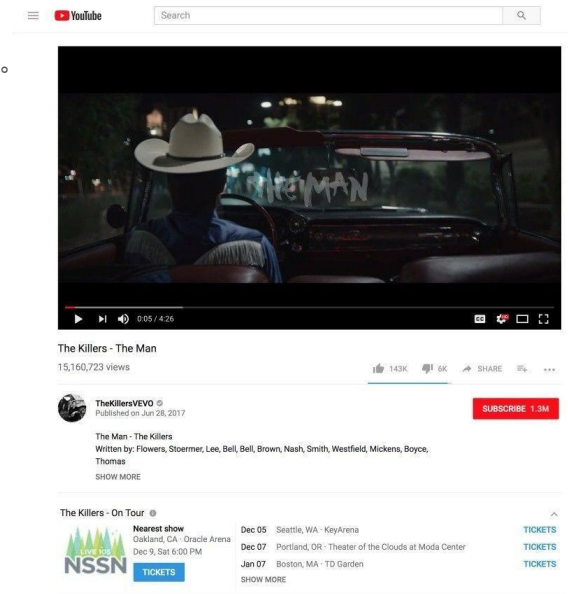 YouTube
Search
THE MAN
0:05 / 4:26
CC
HD
The Killers - The Man
15,160,723 views
143K
6K
SHARE
TheKillersVEVO
Published on Jun 28, 2017
SUBSCRIBE 1.3M
The Man - The Killers
Written by: Flowers, Stoermer, Lee, Bell, Bell, Brown, Nash, Smith, Westfield, Mickens, Boyce,
Thomas
SHOW MORE
The Killers - On Tour
LIVE 105
NSSN
Nearest show
Oakland, CA · Oracle Arena
Dec 9, Sat 6:00 PM
TICKETS
Dec 05 Seattle, WA · KeyArena TICKETS
Dec 07 Portland, OR · Theater of the Clouds at Moda Center TICKETS
Jan 07 Boston, MA · TD Garden TICKETS
SHOW MORE